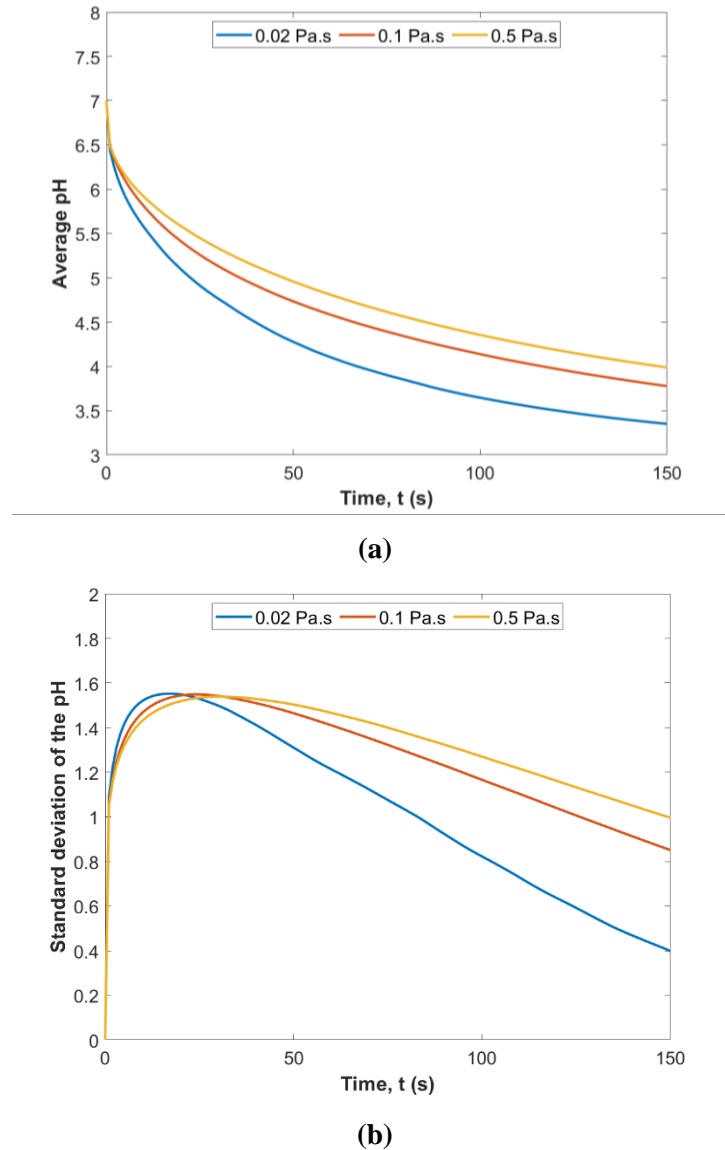 8
0.02 Pa.s 0.1 Pa.s 0.5 Pa.s
7.5
7
6.5
6
5.5
5
4.5
4
3.5
3
Average pH
0 50 100 150
Time, t (s)
(a)
2
0.02 Pa.s 0.1 Pa.s 0.5 Pa.s
1.8
1.6
1.4
1.2
1
0.8
0.6
0.4
0.2
0
Standard deviation of the pH
0 50 100 150
Time, t (s)
(b)